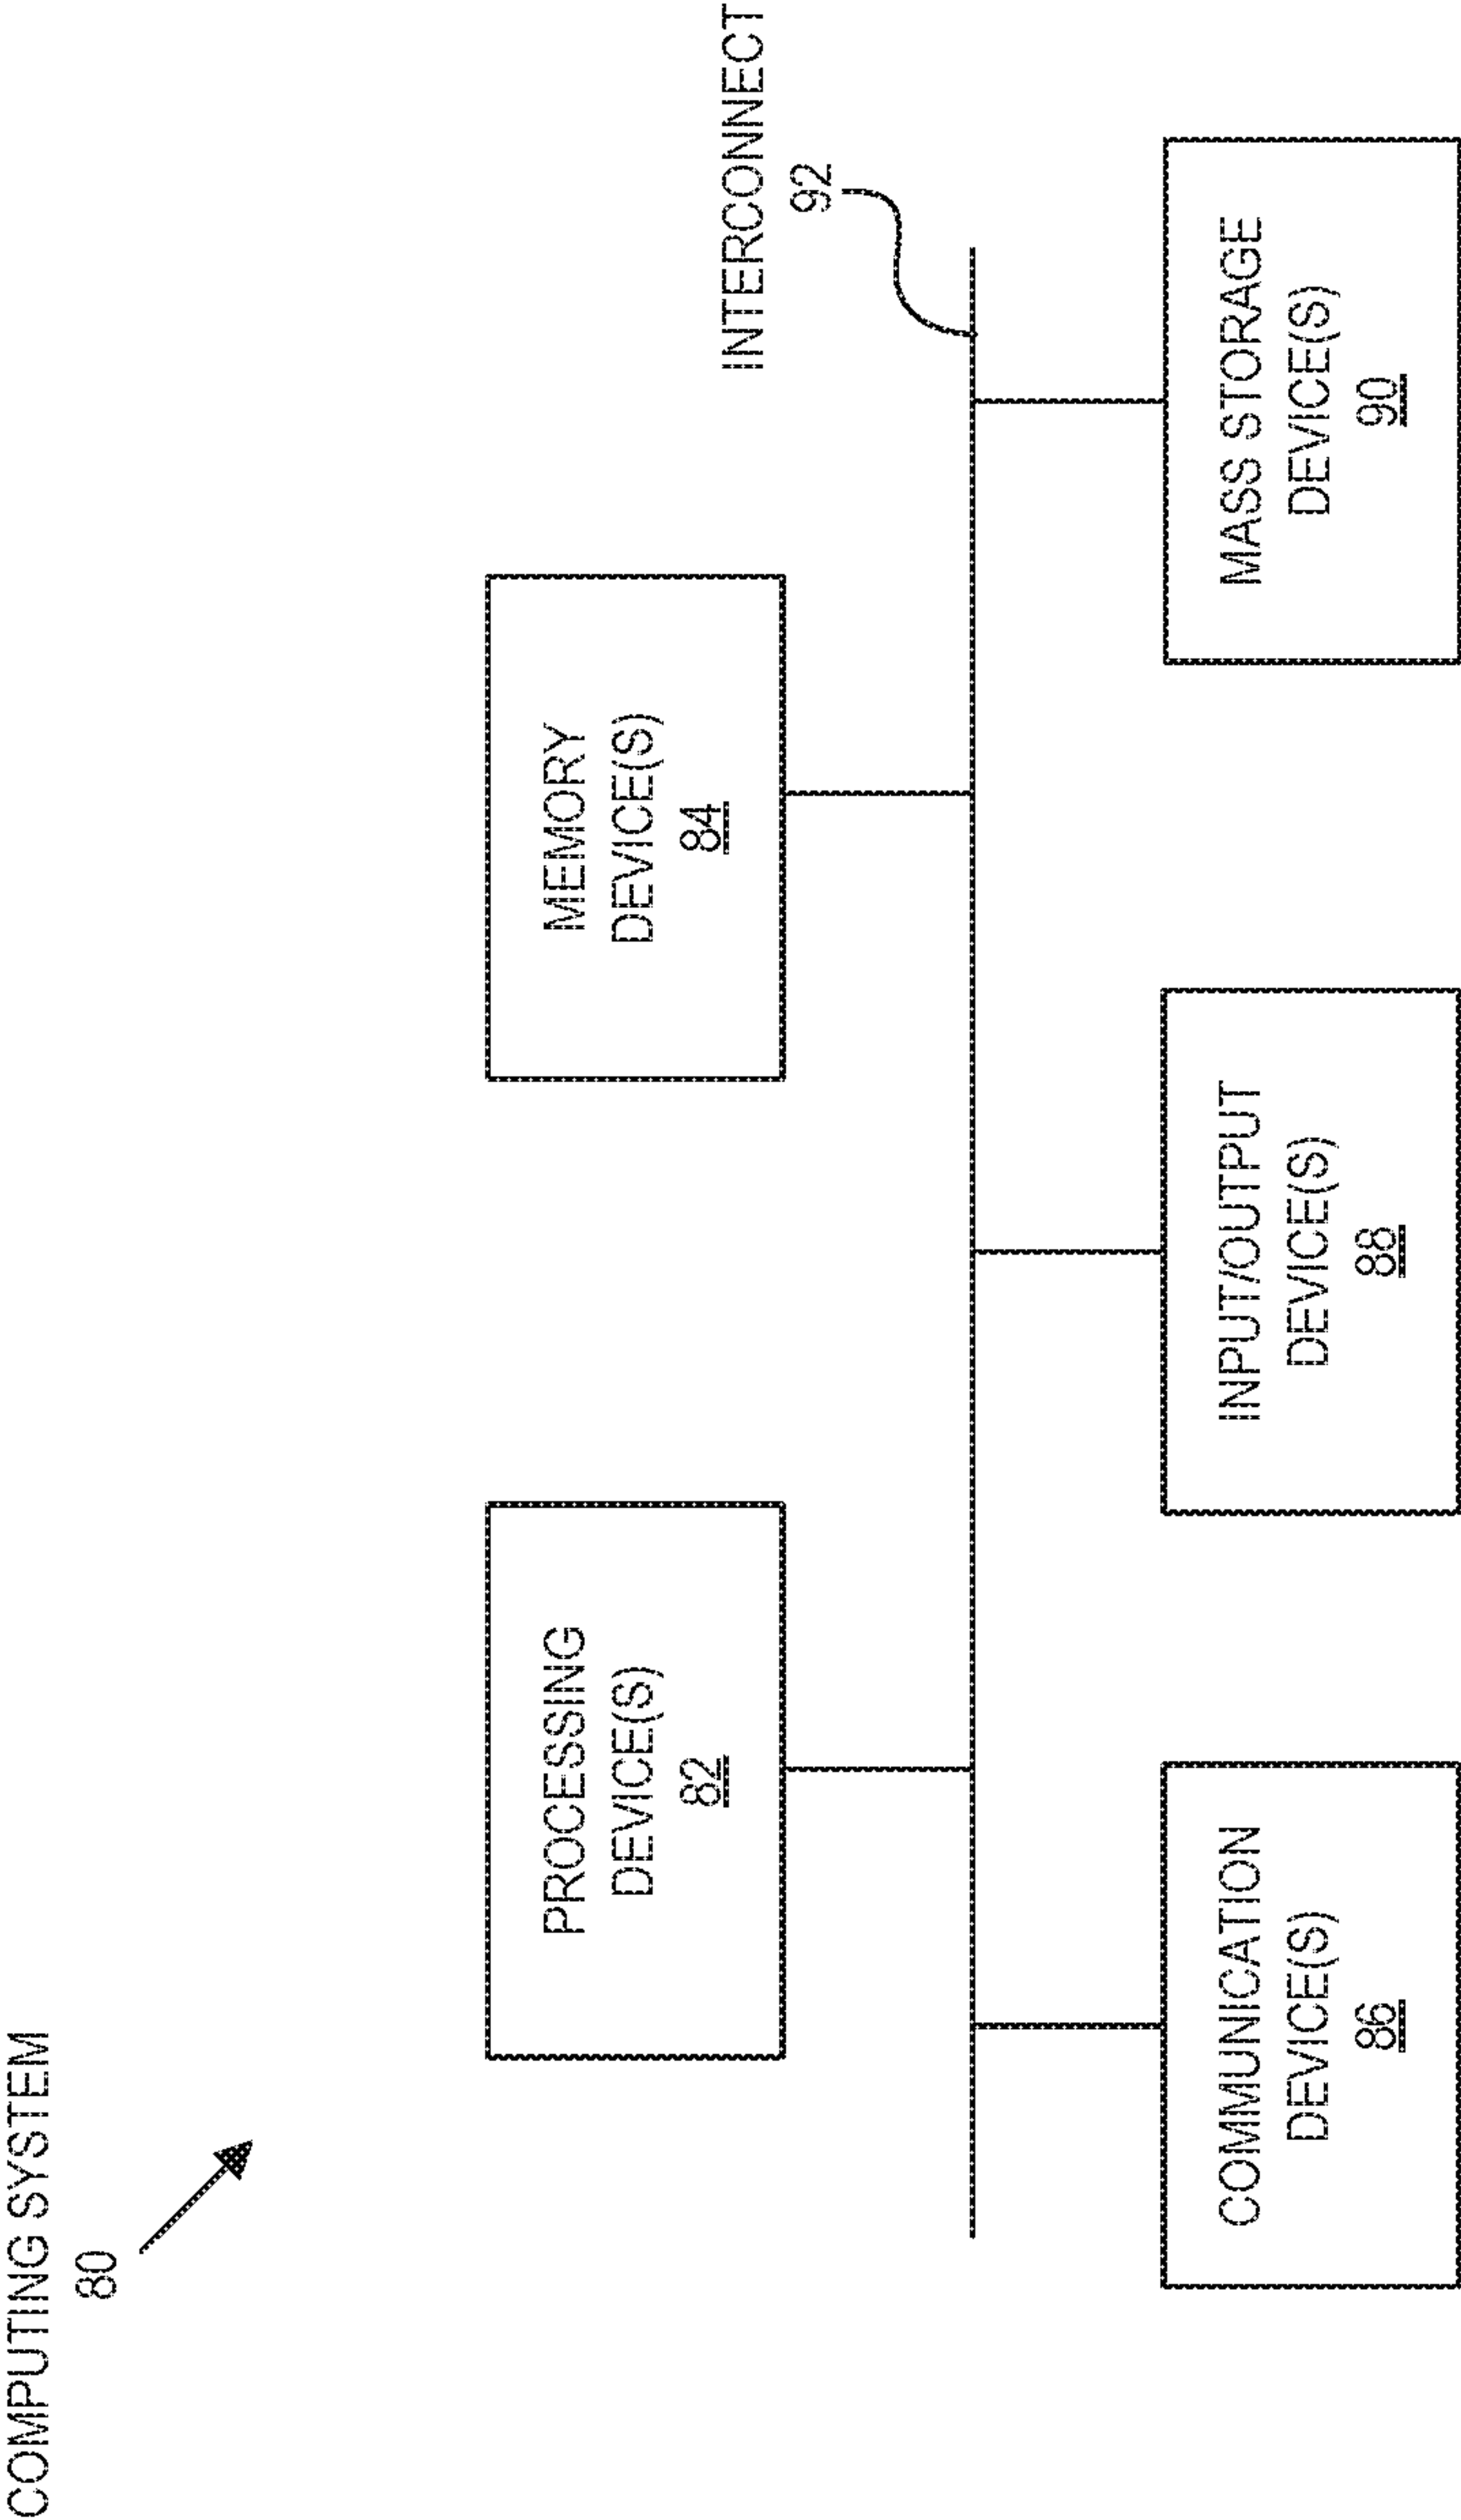 COMPUTING SYSTEM
80
PROCESSING
DEVICE(S)
82
MEMORY
DEVICE(S)
84
INTERCONNECT
92
COMMUNICATION
DEVICE(S)
86
INPUT/OUTPUT
DEVICE(S)
88
MASS STORAGE
DEVICE(S)
90